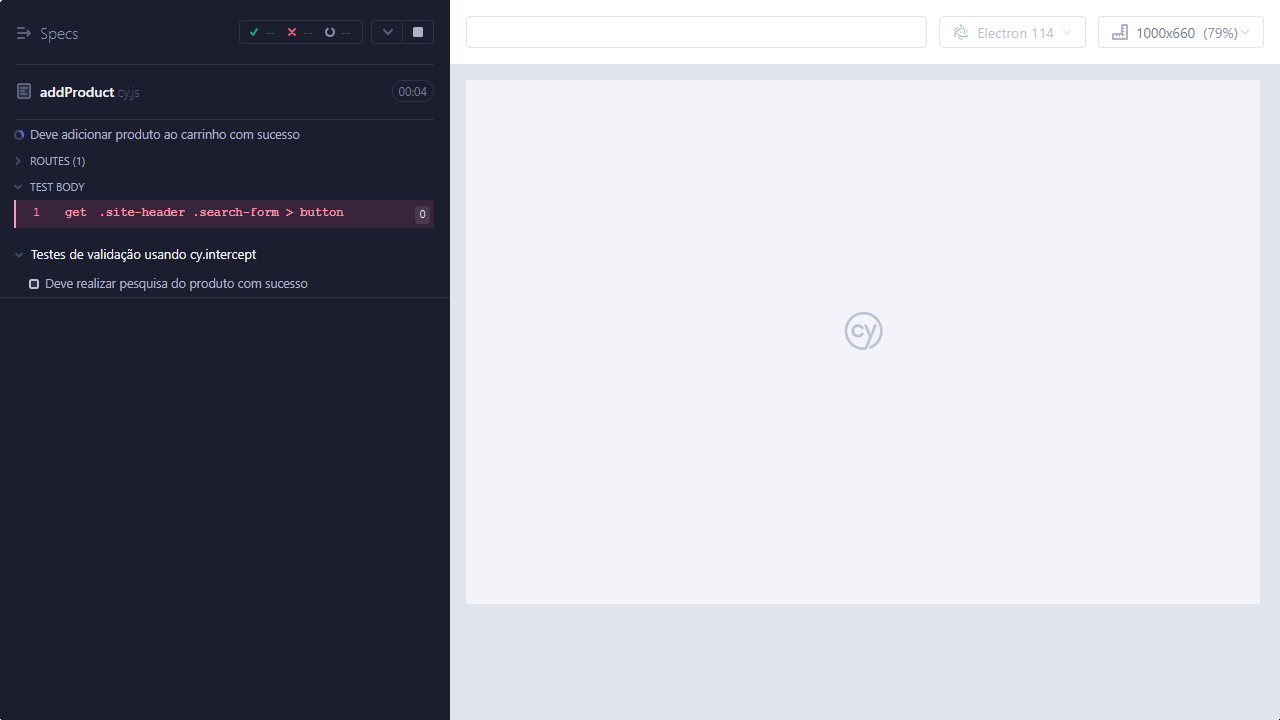 Specs
-- -- --
addProduct.cy.js
00:04
Deve adicionar produto ao carrinho com sucesso
ROUTES (1)
TEST BODY
1 get .site-header .search-form > button
0
Testes de validação usando cy.intercept
Deve realizar pesquisa do produto com sucesso
Electron 114
1000x660 (79%)
cy